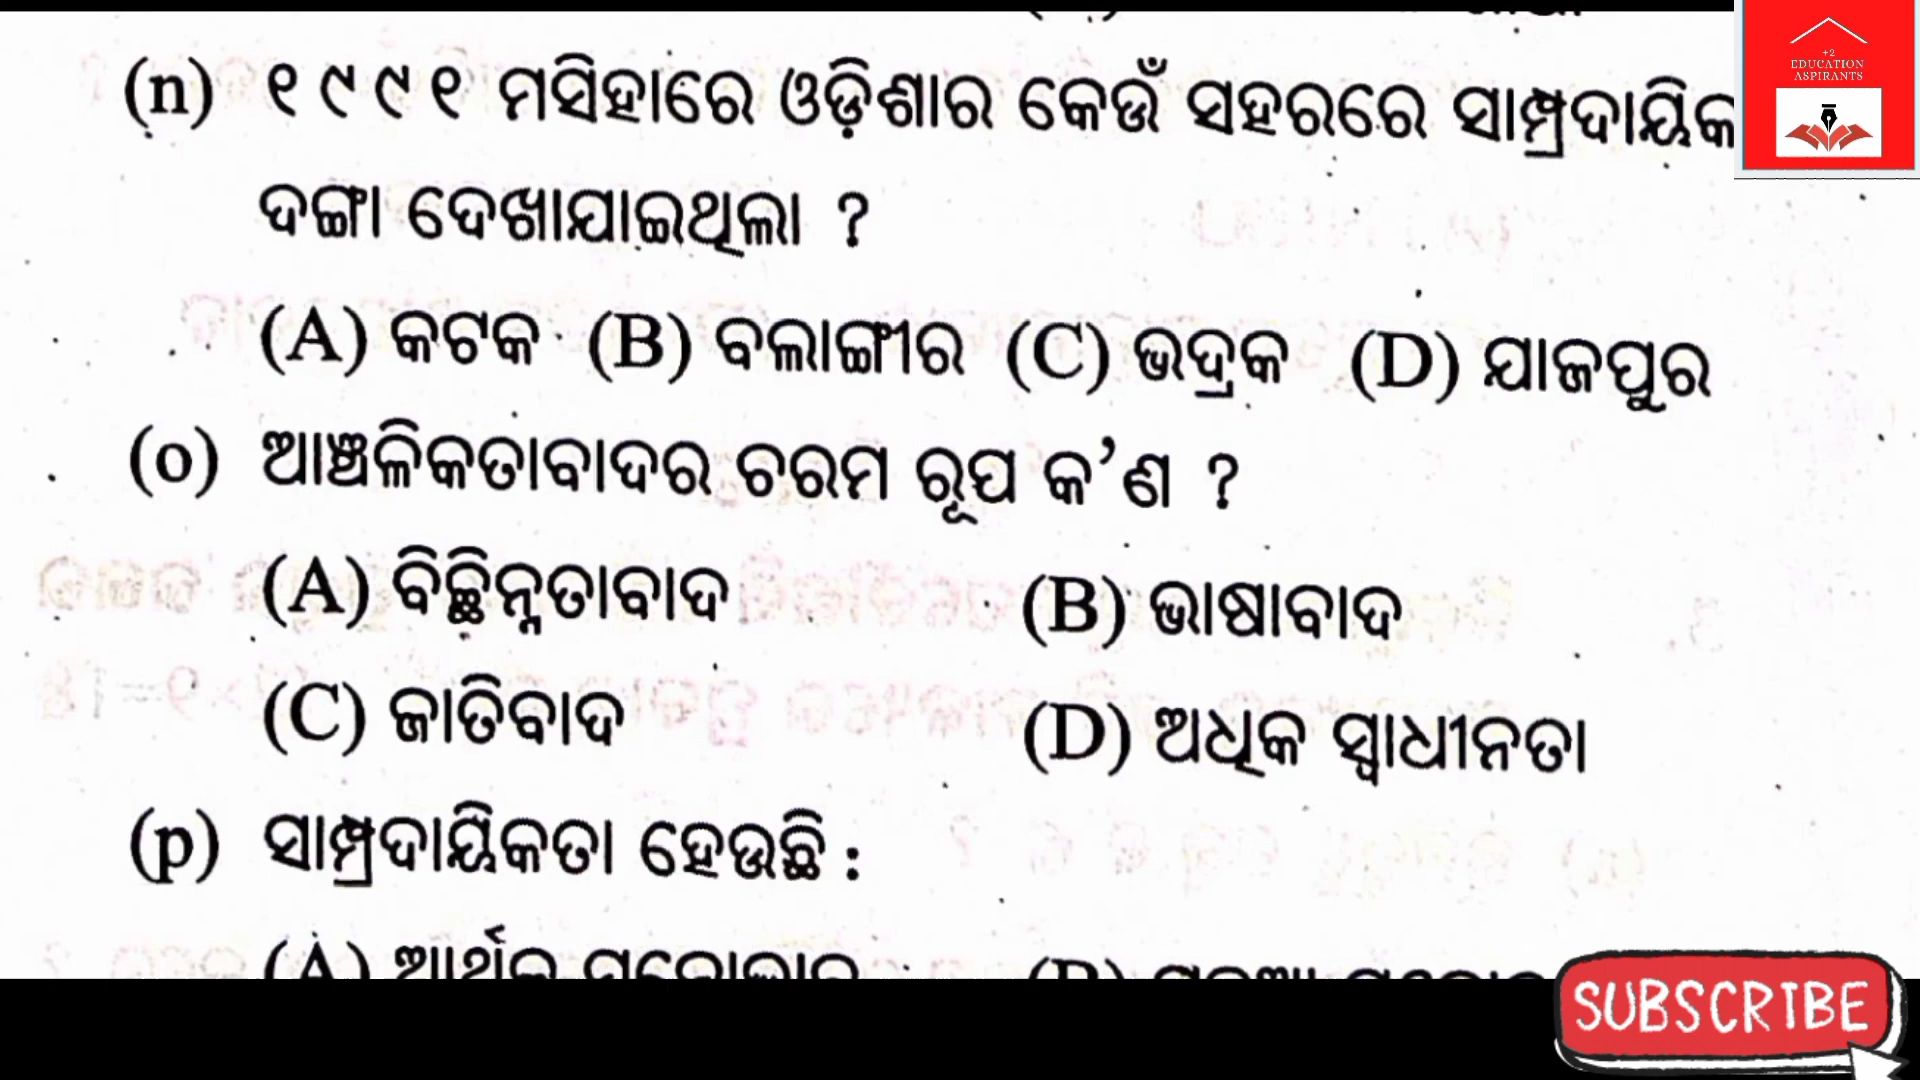 (n) ୧୯୯୧ ମସିହାରେ ଓଡ଼ିଶାର କେଉଁ ସହରରେ ସାମ୍ପ୍ରଦାୟିକ
+2
EDUCATION
ASPIRANTS
ଦଙ୍ଗା ଦେଖାଯାଇଥିଲା ?
(A) କଟକ (B) ବଲାଙ୍ଗୀର (C) ଭଦ୍ରକ (D) ଯାଜପୁର
(o) ଆଞ୍ଚଳିକତାବାଦର ଚରମ ରୂପ କ'ଣ ?
(A) ବିଚ୍ଛିନ୍ନତାବାଦ (B) ଭାଷାବାଦ
(C) ଜାତିବାଦ (D) ଅଧିକ ସ୍ୱାଧୀନତା
(p) ସାମ୍ପ୍ରଦାୟିକତା ହେଉଛି :
(A)
SUBSCRIBE